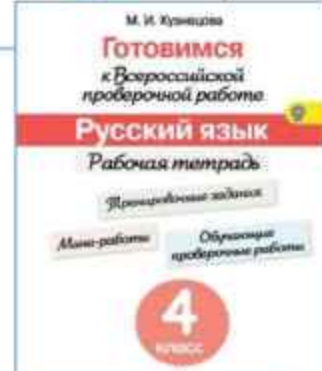 М. И. Кузнецова
Готовимся
к Всероссийской
проверочной работе
Русский язык
Рабочая тетрадь
Тренировочные задания
Мини-работы
Обучающие
проверочные работы
4
класс